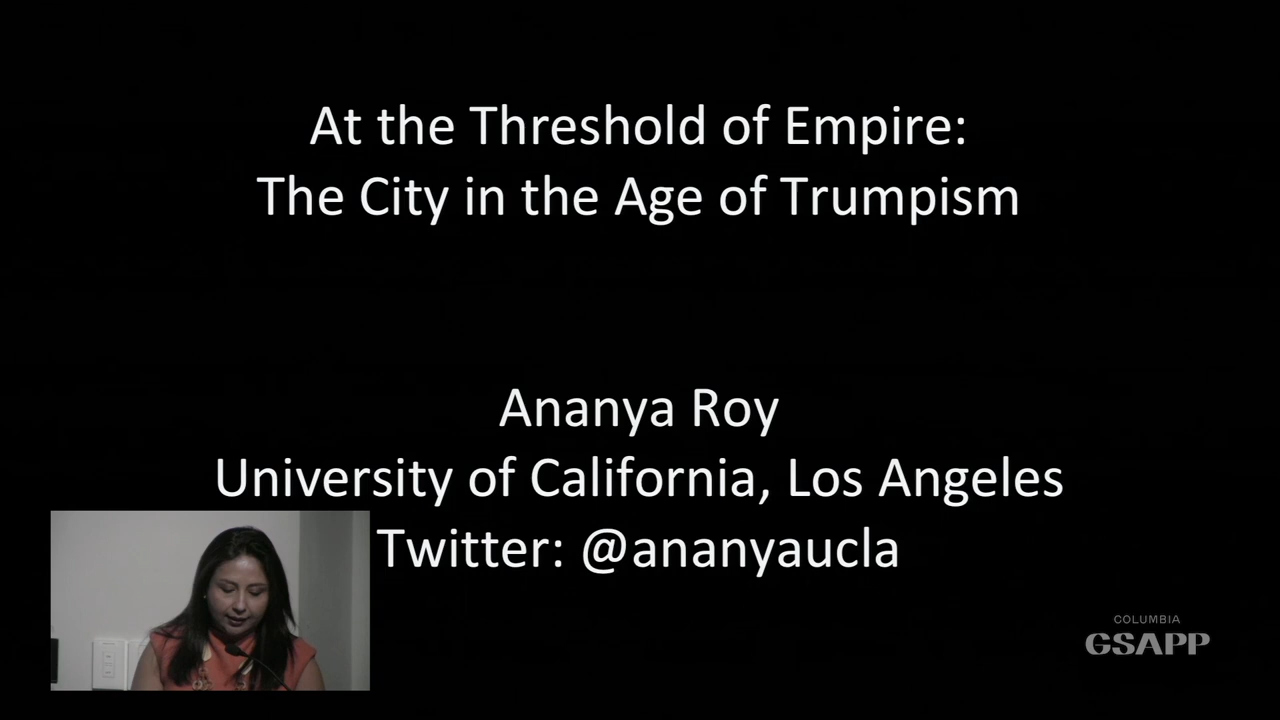 At the Threshold of Empire:
The City in the Age of Trumpism
Ananya Roy
University of California, Los Angeles
Twitter: @ananyaucla
COLUMBIA
GSAPP